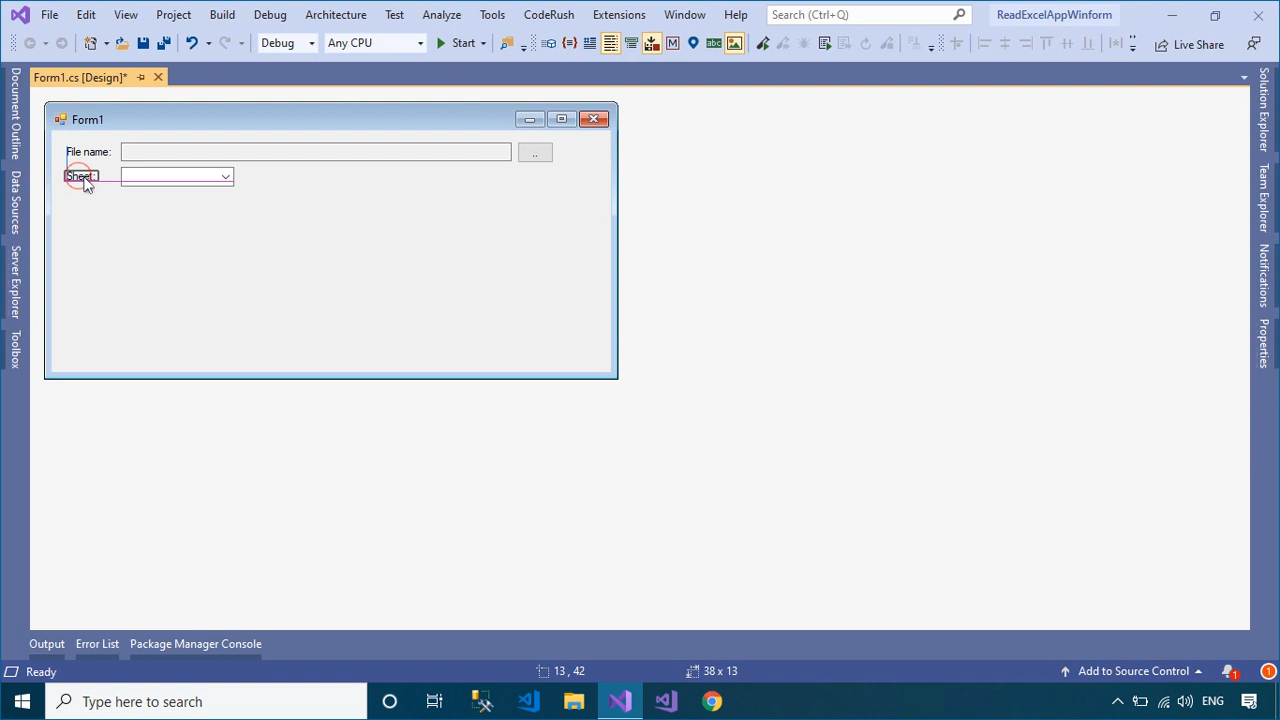 File Edit View Project Build Debug Architecture Test Analyze Tools CodeRush Extensions Window Help Search (Ctrl+Q) ReadExcelAppWinform
Debug Any CPU Start Live Share
Form1.cs [Design]*
Document Outline
Data Sources
Server Explorer
Toolbox
Form1
File name:
..
Sheet:
Solution Explorer
Team Explorer
Notifications
Properties
Output Error List Package Manager Console
Ready 13 , 42 38 x 13 Add to Source Control 1 1
Type here to search ENG